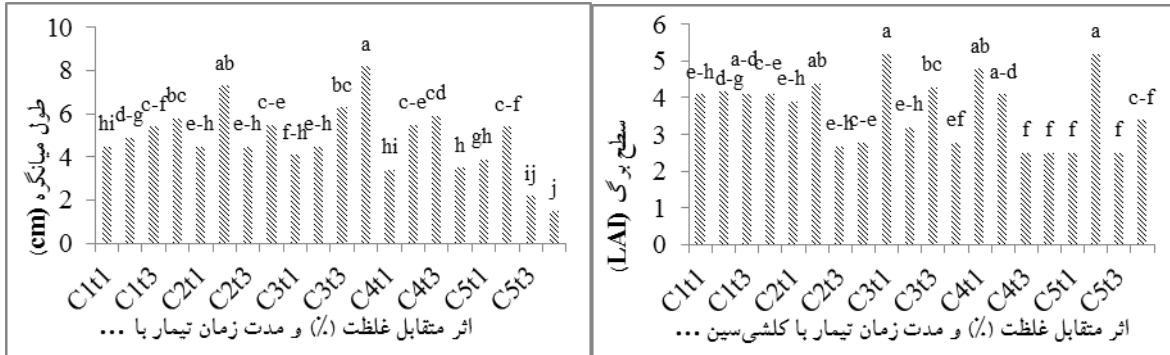 طول میانگره (cm)
10
8
6
4
2
0
hi d-g c-f bc e-h ab e-h c-e f-h e-h bc a hi c-e cd h gh c-f ij j
C1t1 C1t3 C2t1 C2t3 C3t1 C3t3 C4t1 C4t3 C5t1 C5t3
اثر متقابل غلظت (٪) و مدت زمان تیمار با ...
سطح برگ (LAI)
6
5
4
3
2
1
0
e-h d-g a-d c-e e-h ab e-h c-e a e-h bc ef ab a-d f f f a f c-f
C1t1 C1t3 C2t1 C2t3 C3t1 C3t3 C4t1 C4t3 C5t1 C5t3
اثر متقابل غلظت (٪) و مدت زمان تیمار با کلشی‌سین ...